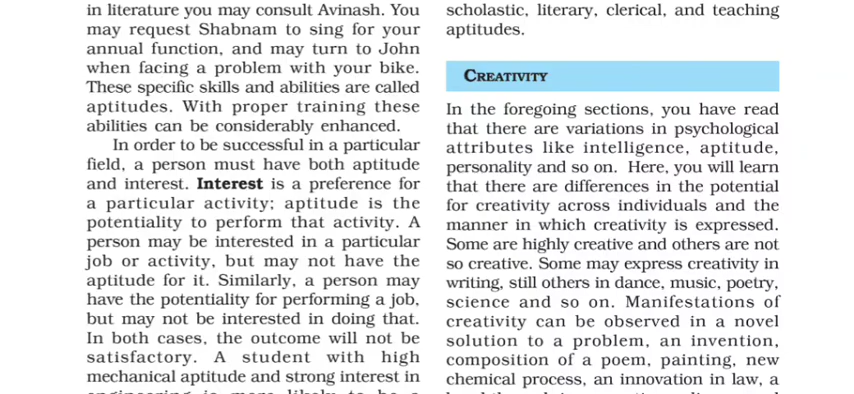 in literature you may consult Avinash. You
may request Shabnam to sing for your
annual function, and may turn to John
when facing a problem with your bike.
These specific skills and abilities are called
aptitudes. With proper training these
abilities can be considerably enhanced.
In order to be successful in a particular
field, a person must have both aptitude
and interest. Interest is a preference for
a particular activity; aptitude is the
potentiality to perform that activity. A
person may be interested in a particular
job or activity, but may not have the
aptitude for it. Similarly, a person may
have the potentiality for performing a job,
but may not be interested in doing that.
In both cases, the outcome will not be
satisfactory. A student with high
mechanical aptitude and strong interest in
engineering is more likely to be a
scholastic, literary, clerical, and teaching
aptitudes.
CREATIVITY
In the foregoing sections, you have read
that there are variations in psychological
attributes like intelligence, aptitude,
personality and so on. Here, you will learn
that there are differences in the potential
for creativity across individuals and the
manner in which creativity is expressed.
Some are highly creative and others are not
so creative. Some may express creativity in
writing, still others in dance, music, poetry,
science and so on. Manifestations of
creativity can be observed in a novel
solution to a problem, an invention,
composition of a poem, painting, new
chemical process, an innovation in law, a